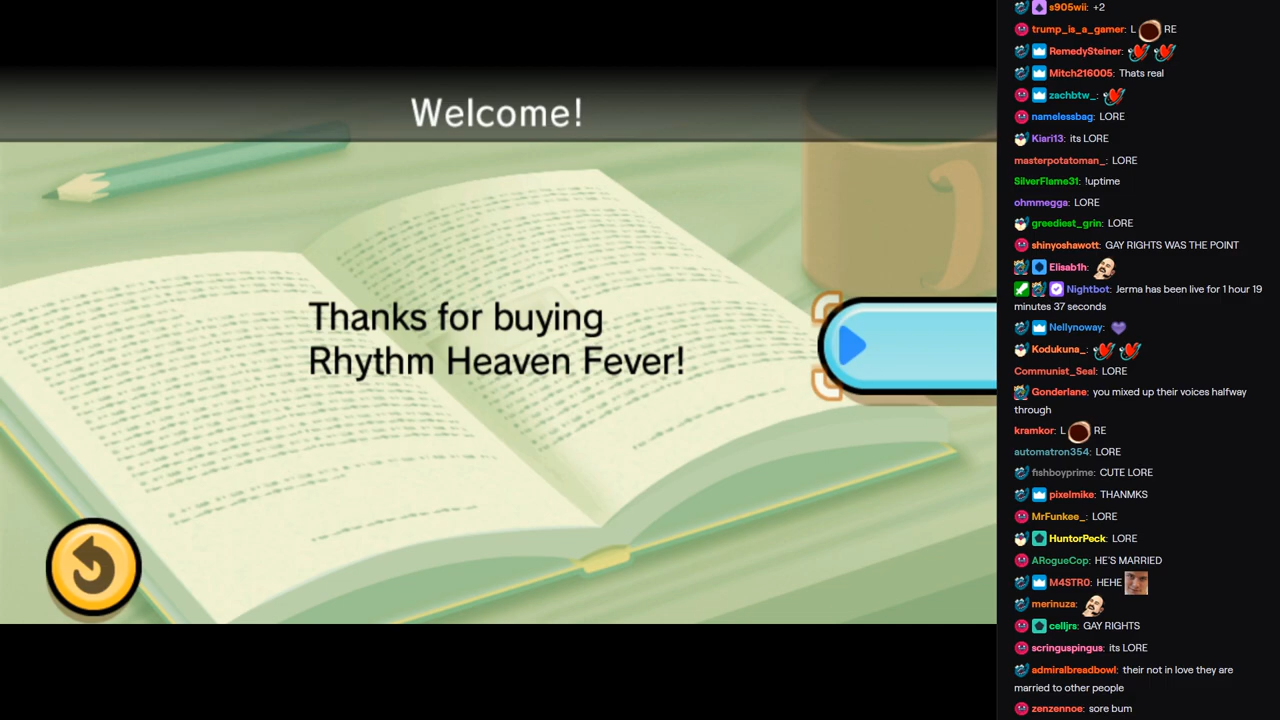 Welcome!
Thanks for buying
Rhythm Heaven Fever!
s905wii: +2
trump_is_a_gamer: L RE
RemedySteiner:
Mitch216005: Thats real
zachbtw_:
namelessbag: LORE
Kiari13: its LORE
masterpotatoman_: LORE
SilverFlame31: !uptime
ohmmegga: LORE
greediest_grin: LORE
shinyoshawott: GAY RIGHTS WAS THE POINT
Elisab1h:
Nightbot: Jerma has been live for 1 hour 19
minutes 37 seconds
Nellynoway:
Kodukuna_:
Communist_Seal: LORE
Gonderlane: you mixed up their voices halfway
through
kramkor: L RE
automatron354: LORE
fishboyprime: CUTE LORE
pixelmike: THANMKS
MrFunkee_: LORE
HuntorPeck: LORE
ARogueCop: HE'S MARRIED
M4STR0: HEHE
merinuza:
celljrs: GAY RIGHTS
scringuspingus: its LORE
admiralbreadbowl: their not in love they are
married to other people
zenzennoe: sore bum